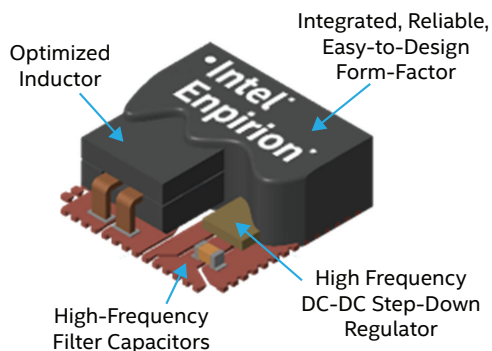 Integrated, Reliable,
Easy-to-Design
Form-Factor
Optimized
Inductor
Intel
Enpirion
High Frequency
DC-DC Step-Down
Regulator
High-Frequency
Filter Capacitors